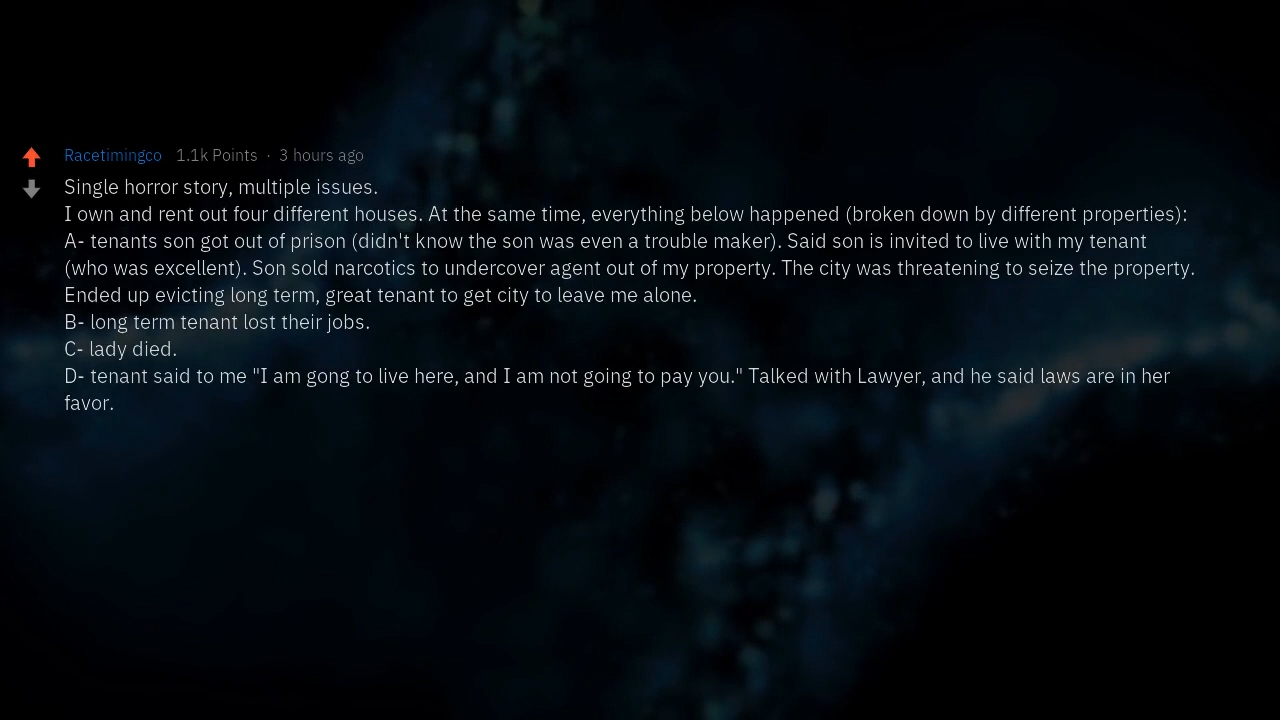 Racetimingco 1.1k Points · 3 hours ago
Single horror story, multiple issues.
I own and rent out four different houses. At the same time, everything below happened (broken down by different properties):
A- tenants son got out of prison (didn't know the son was even a trouble maker). Said son is invited to live with my tenant
(who was excellent). Son sold narcotics to undercover agent out of my property. The city was threatening to seize the property.
Ended up evicting long term, great tenant to get city to leave me alone.
B- long term tenant lost their jobs.
C- lady died.
D- tenant said to me "I am gong to live here, and I am not going to pay you." Talked with Lawyer, and he said laws are in her
favor.